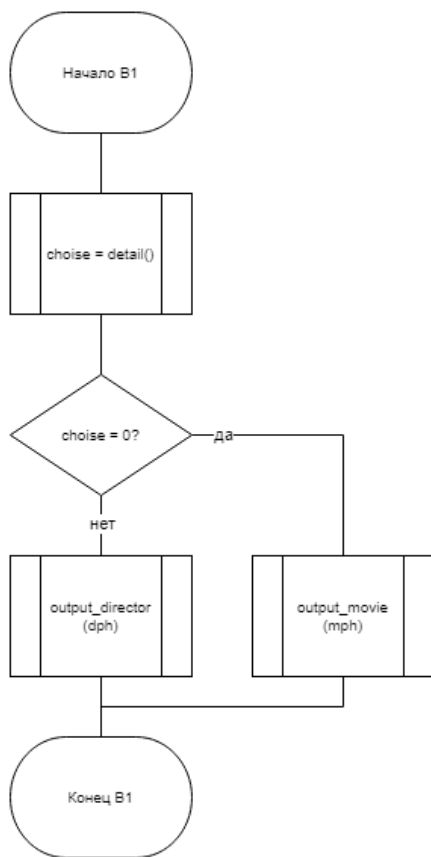 Начало B1
choise = detail()
choise = 0?
да
нет
output_director
(dph)
output_movie
(mph)
Конец B1